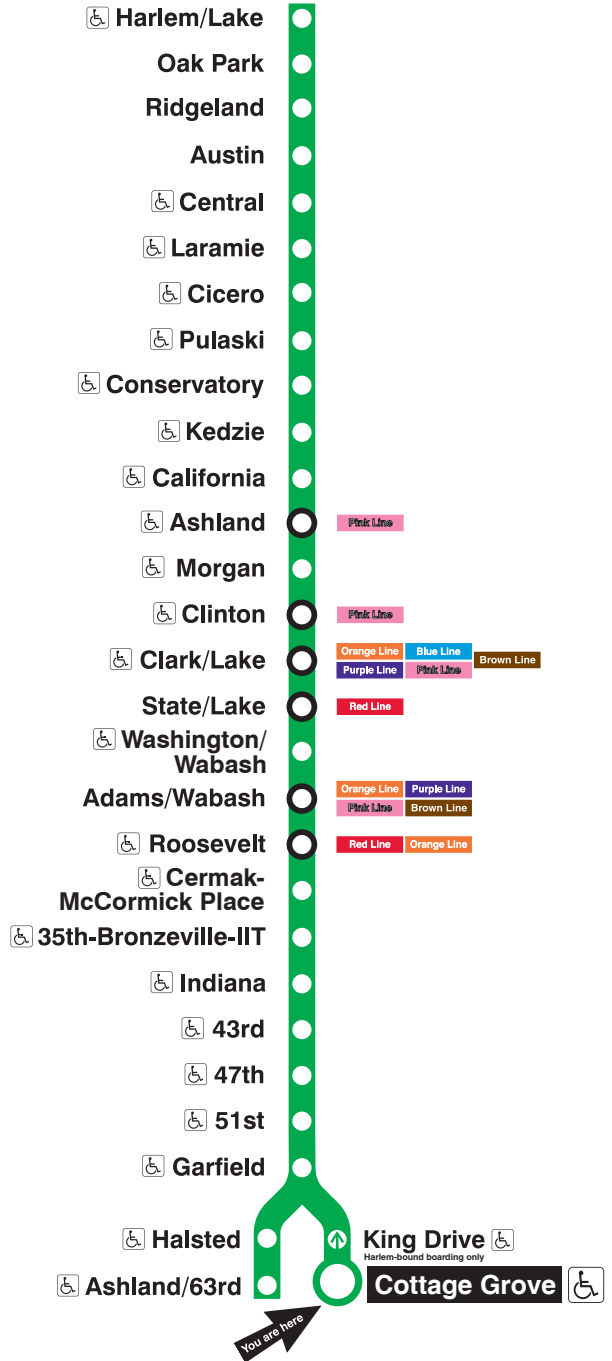 Harlem/Lake
Oak Park
Ridgeland
Austin
Central
Laramie
Cicero
Pulaski
Conservatory
Kedzie
California
Ashland
Pink Line
Morgan
Clinton
Pink Line
Clark/Lake
Orange Line
Blue Line
Brown Line
Purple Line
Pink Line
State/Lake
Red Line
Washington/
Wabash
Adams/Wabash
Orange Line
Purple Line
Pink Line
Brown Line
Roosevelt
Red Line
Orange Line
Cermak-
McCormick Place
35th-Bronzeville-IIT
Indiana
43rd
47th
51st
Garfield
Halsted
King Drive
Harlem-bound boarding only
Ashland/63rd
Cottage Grove
You are here